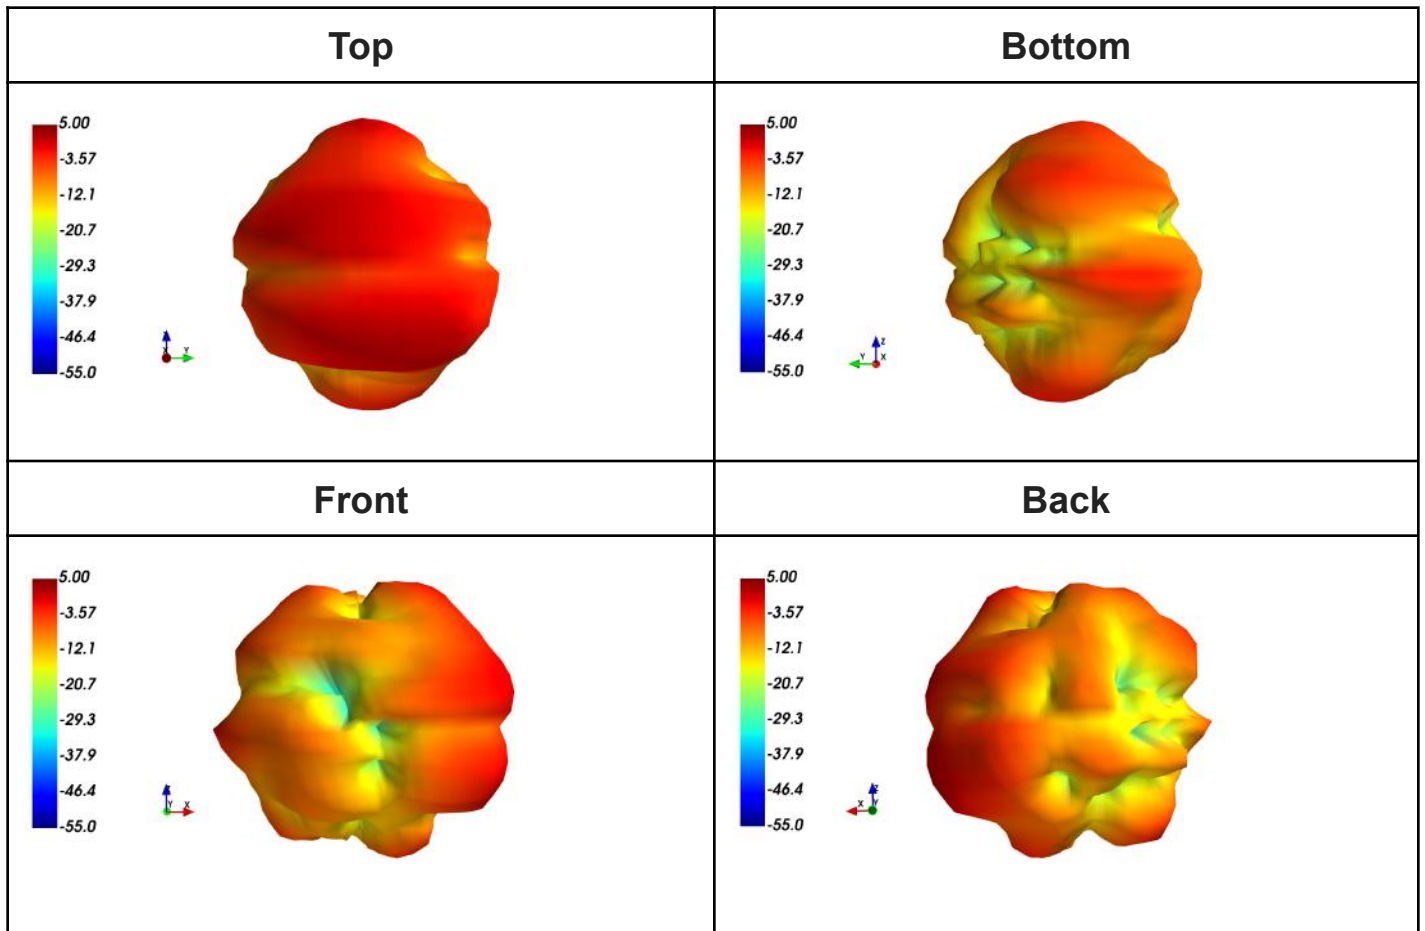 Top
Bottom
5.00
-3.57
-12.1
-20.7
-29.3
-37.9
-46.4
-55.0
X
Y
5.00
-3.57
-12.1
-20.7
-29.3
-37.9
-46.4
-55.0
Z
Y
X
Front
Back
5.00
-3.57
-12.1
-20.7
-29.3
-37.9
-46.4
-55.0
Y
X
5.00
-3.57
-12.1
-20.7
-29.3
-37.9
-46.4
-55.0
Z
X
Y